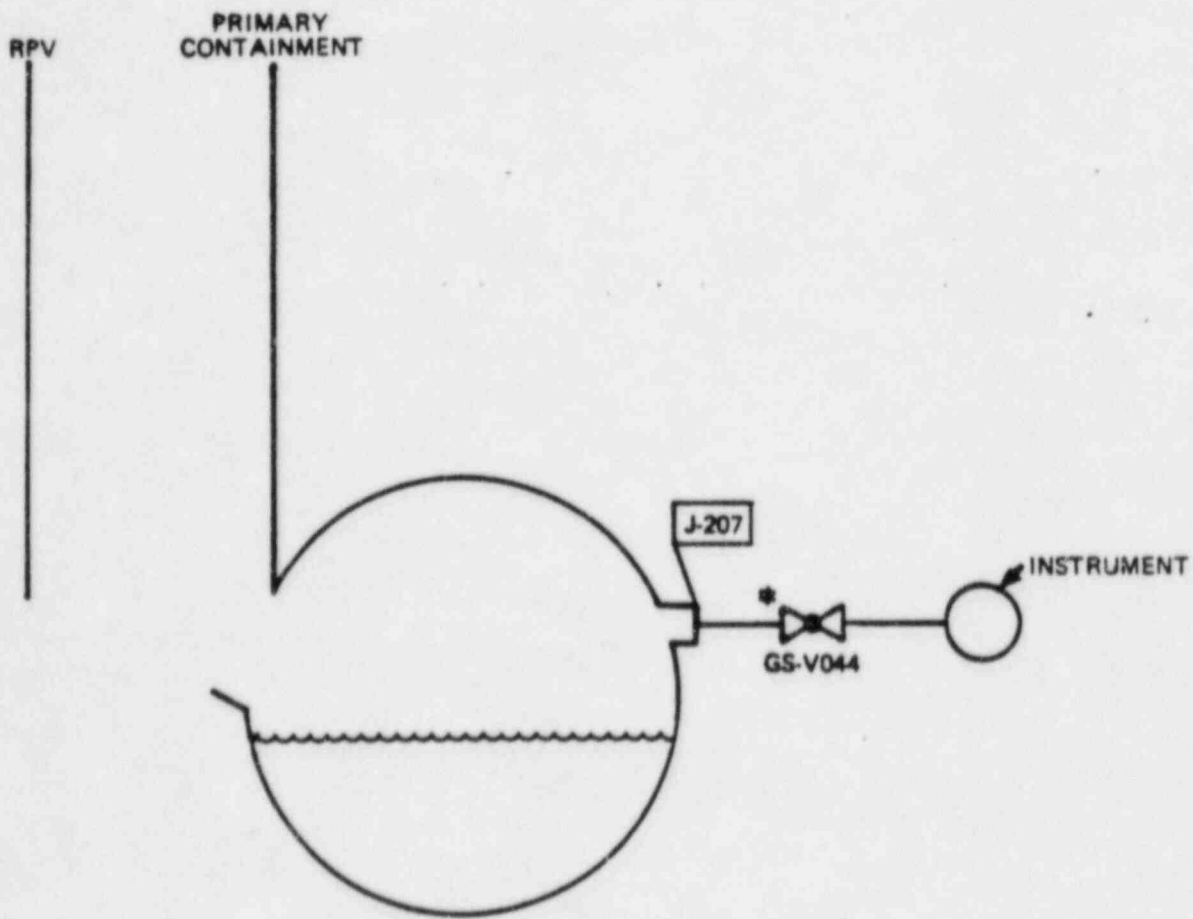 RPV
PRIMARY
CONTAINMENT
J-207
*
GS-V044
INSTRUMENT